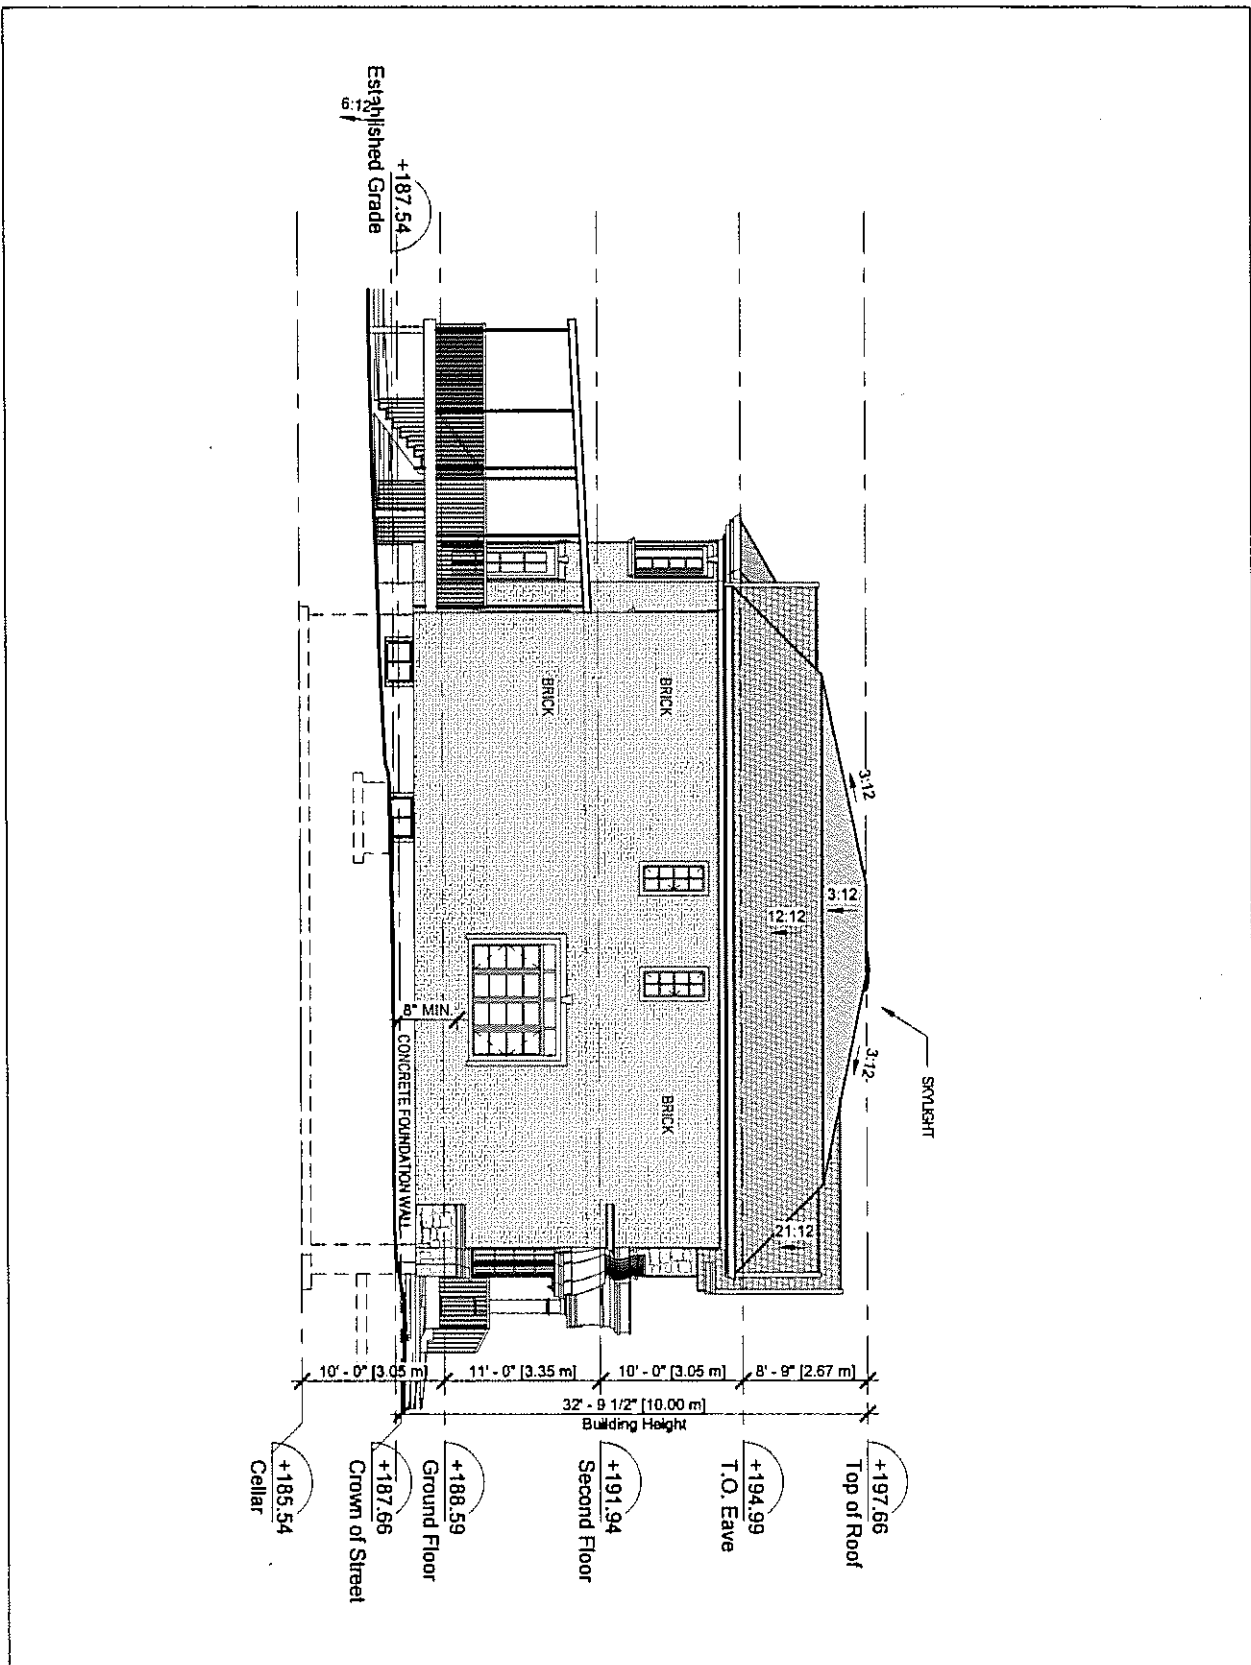 SKYLIGHT
3:12
3:12
3:12
12:12
21:12
BRICK
BRICK
BRICK
8" MIN.
CONCRETE FOUNDATION WALL
6:12
+187.54
Established Grade
+197.66
Top of Roof
+194.99
T.O. Eave
+191.94
Second Floor
+188.59
Ground Floor
+187.66
Crown of Street
+185.54
Cellar
8' - 9" [2.67 m]
10' - 0" [3.05 m]
11' - 0" [3.35 m]
10' - 0" [3.05 m]
32' - 9 1/2" [10.00 m]
Building Height